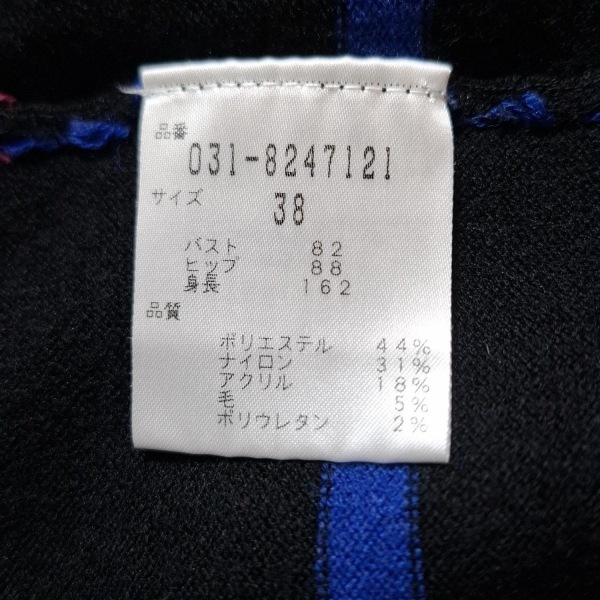 品番
031-8247121
サイズ
38
バスト 82
ヒップ 88
身長 162
品質
ポリエステル 44%
ナイロン 31%
アクリル 18%
毛 5%
ポリウレタン 2%